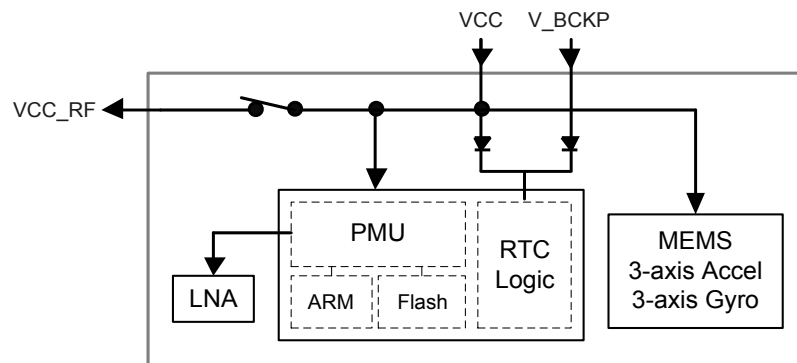 VCC V_BCKP
VCC_RF
PMU
RTC
Logic
MEMS
3-axis Accel
3-axis Gyro
LNA
ARM
Flash